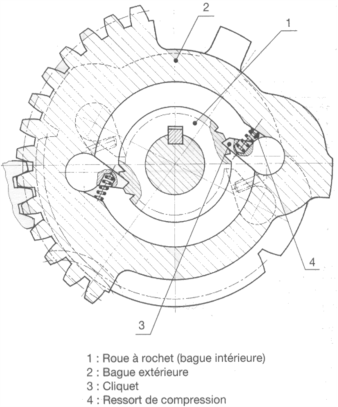 2
1
4
3
1 : Roue à rochet (bague intérieure)
2 : Bague extérieure
3 : Cliquet
4 : Ressort de compression